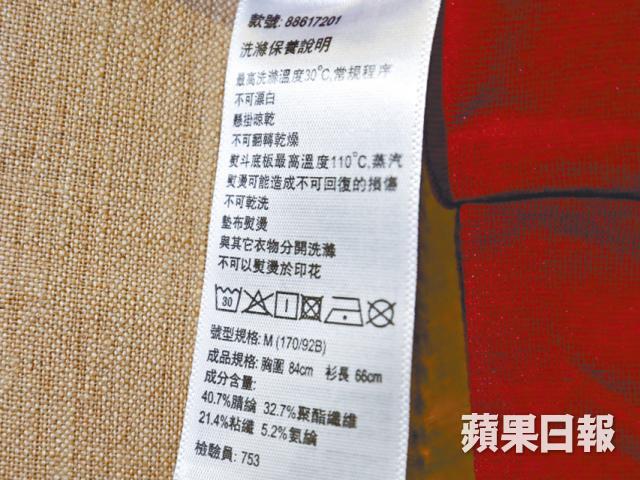 款號: 88617201
洗滌保養說明
最高洗滌溫度30°C,常规程序
不可漂白
懸掛晾乾
不可翻轉乾燥
熨斗底板最高溫度110°C,蒸汽
熨燙可能造成不可回復的損傷
不可乾洗
墊布熨燙
與其它衣物分開洗滌
不可以熨燙於印花
30
號型規格: M (170/92B)
成品規格: 胸圍 84cm 衫長 66cm
成分含量:
40.7%腈綸 32.7%聚酯纖維
21.4%粘纖 5.2%氨綸
檢驗員: 753
蘋果日報